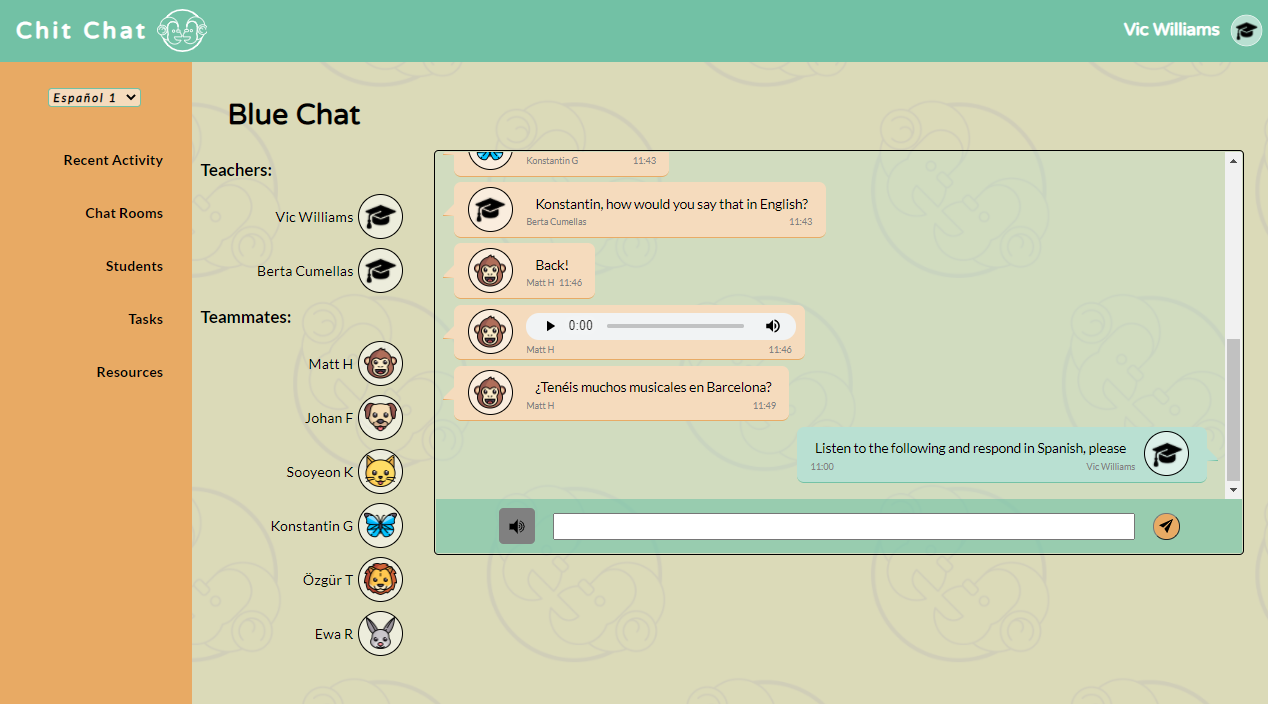 Chit Chat
Vic Williams
Español 1
Recent Activity
Chat Rooms
Students
Tasks
Resources
Blue Chat
Teachers:
Vic Williams
Berta Cumellas
Teammates:
Matt H
Johan F
Sooyeon K
Konstantin G
Özgür T
Ewa R
Konstantin G 11:43
Konstantin, how would you say that in English?
Berta Cumellas 11:43
Back!
Matt H 11:46
0:00
Matt H 11:46
¿Tenéis muchos musicales en Barcelona?
Matt H 11:49
Listen to the following and respond in Spanish, please
11:00 Vic Williams